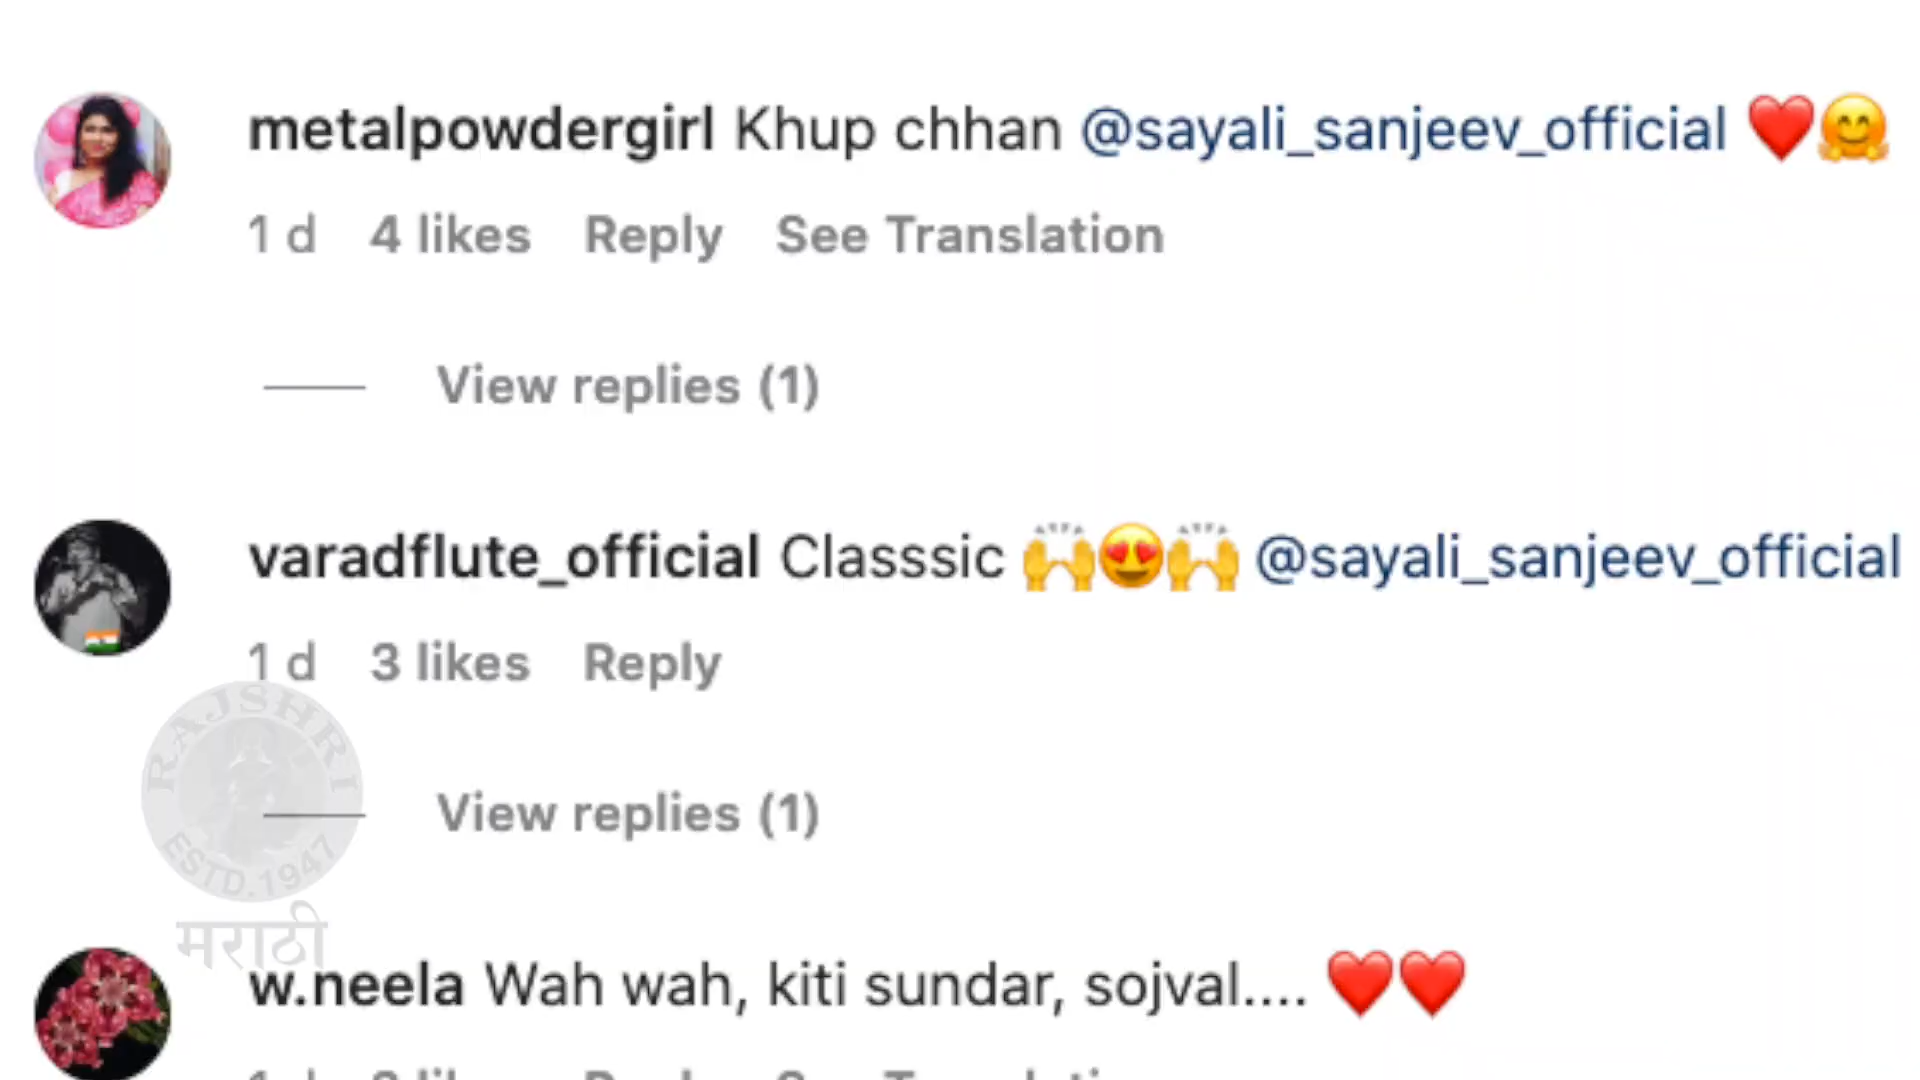 metalpowdergirl Khup chhan @sayali_sanjeev_official ❤️🤗
1 d 4 likes Reply See Translation
View replies (1)
varadflute_official Classsic 🙌😍🙌 @sayali_sanjeev_official
1 d 3 likes Reply
View replies (1)
RAJSHRI
ESTD.1947
मराठी
w.neela Wah wah, kiti sundar, sojval.... ❤️❤️